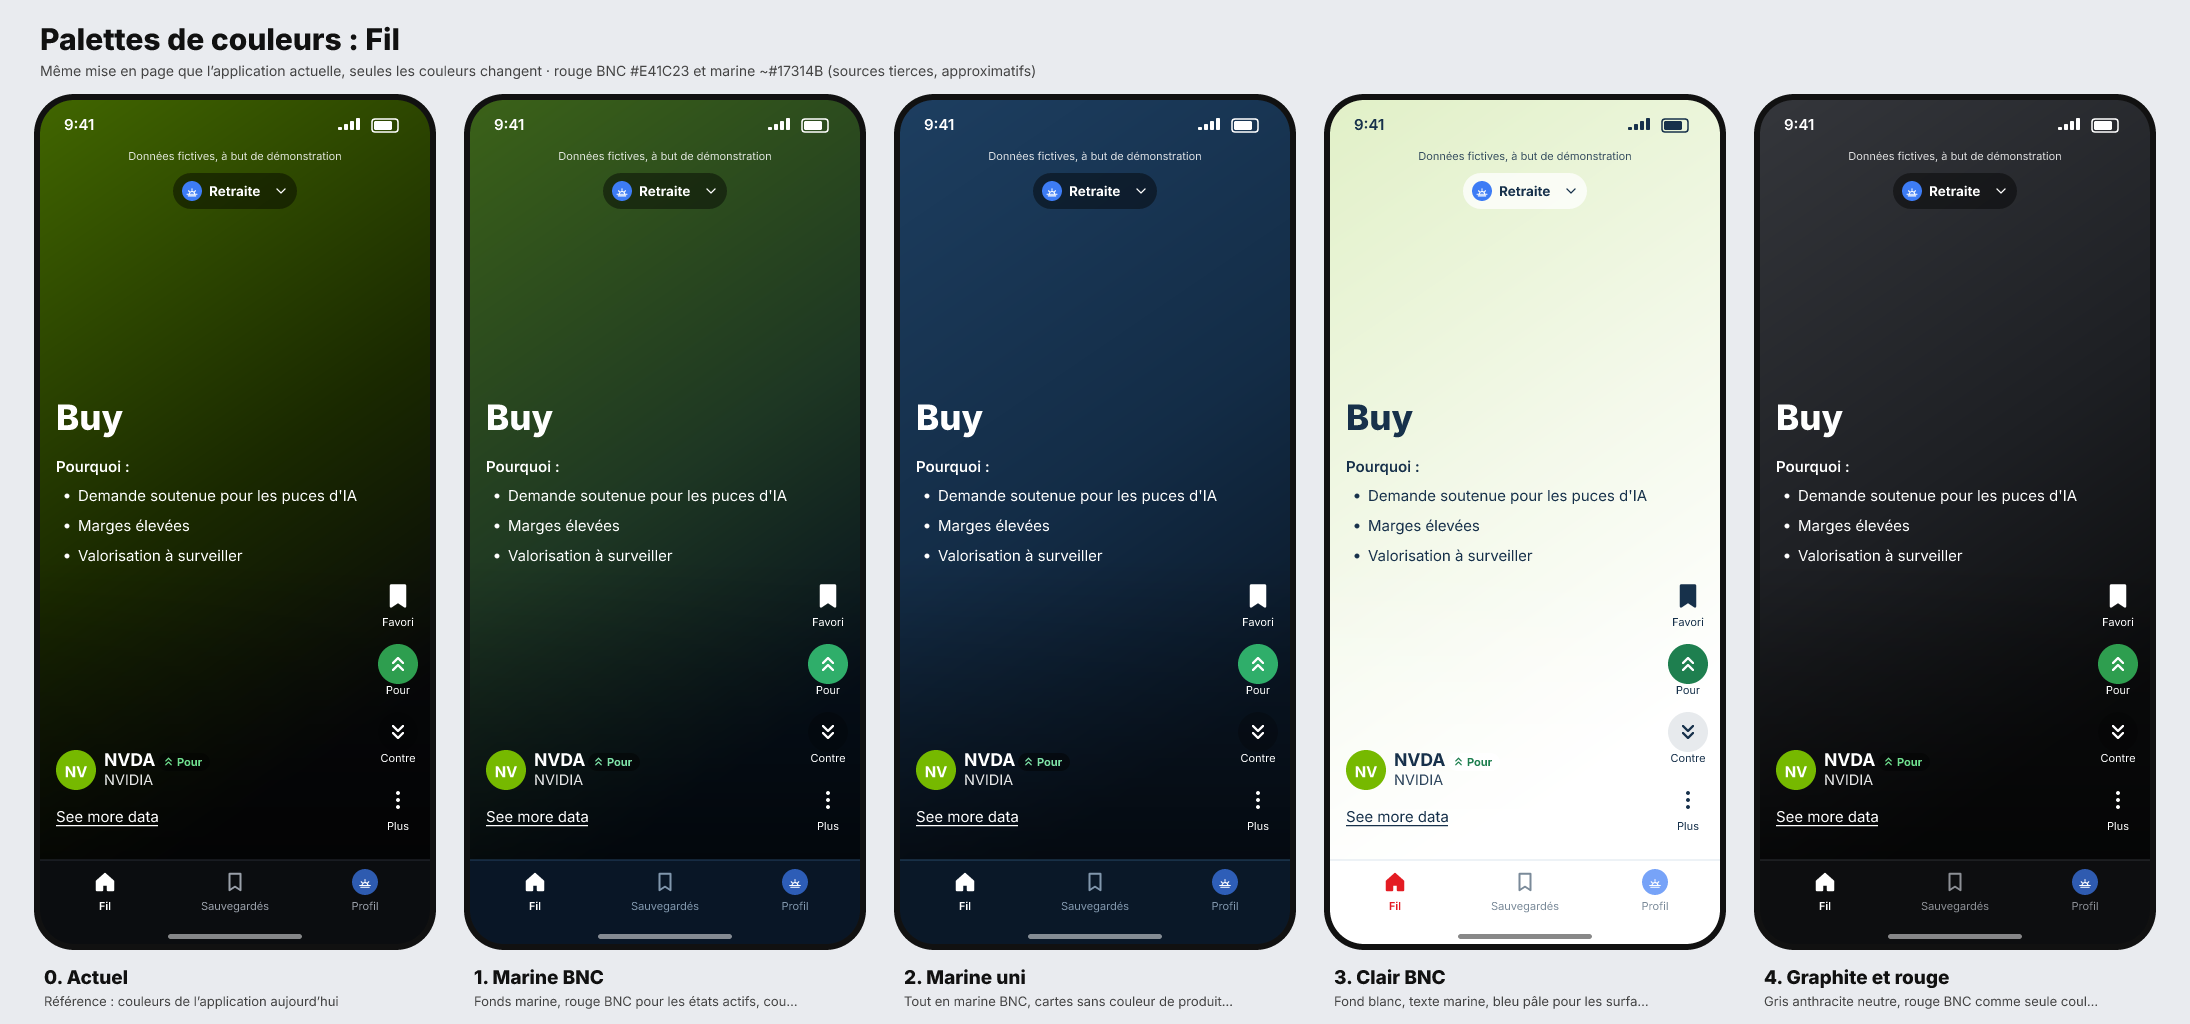 Palettes de couleurs : Fil
Même mise en page que l'application actuelle, seules les couleurs changent · rouge BNC #E41C23 et marine ~#17314B (sources tierces, approximatifs)
9:41
Données fictives, à but de démonstration
Retraite
Buy
Pourquoi :
• Demande soutenue pour les puces d'IA
• Marges élevées
• Valorisation à surveiller
Favori
Pour
Contre
NV
NVDA
Pour
NVIDIA
See more data
Plus
Fil
Sauvegardés
Profil
0. Actuel
Référence : couleurs de l'application aujourd'hui
9:41
Données fictives, à but de démonstration
Retraite
Buy
Pourquoi :
• Demande soutenue pour les puces d'IA
• Marges élevées
• Valorisation à surveiller
Favori
Pour
Contre
NV
NVDA
Pour
NVIDIA
See more data
Plus
Fil
Sauvegardés
Profil
1. Marine BNC
Fonds marine, rouge BNC pour les états actifs, cou...
9:41
Données fictives, à but de démonstration
Retraite
Buy
Pourquoi :
• Demande soutenue pour les puces d'IA
• Marges élevées
• Valorisation à surveiller
Favori
Pour
Contre
NV
NVDA
Pour
NVIDIA
See more data
Plus
Fil
Sauvegardés
Profil
2. Marine uni
Tout en marine BNC, cartes sans couleur de produit...
9:41
Données fictives, à but de démonstration
Retraite
Buy
Pourquoi :
• Demande soutenue pour les puces d'IA
• Marges élevées
• Valorisation à surveiller
Favori
Pour
Contre
NV
NVDA
Pour
NVIDIA
See more data
Plus
Fil
Sauvegardés
Profil
3. Clair BNC
Fond blanc, texte marine, bleu pâle pour les surfa...
9:41
Données fictives, à but de démonstration
Retraite
Buy
Pourquoi :
• Demande soutenue pour les puces d'IA
• Marges élevées
• Valorisation à surveiller
Favori
Pour
Contre
NV
NVDA
Pour
NVIDIA
See more data
Plus
Fil
Sauvegardés
Profil
4. Graphite et rouge
Gris anthracite neutre, rouge BNC comme seule coul...